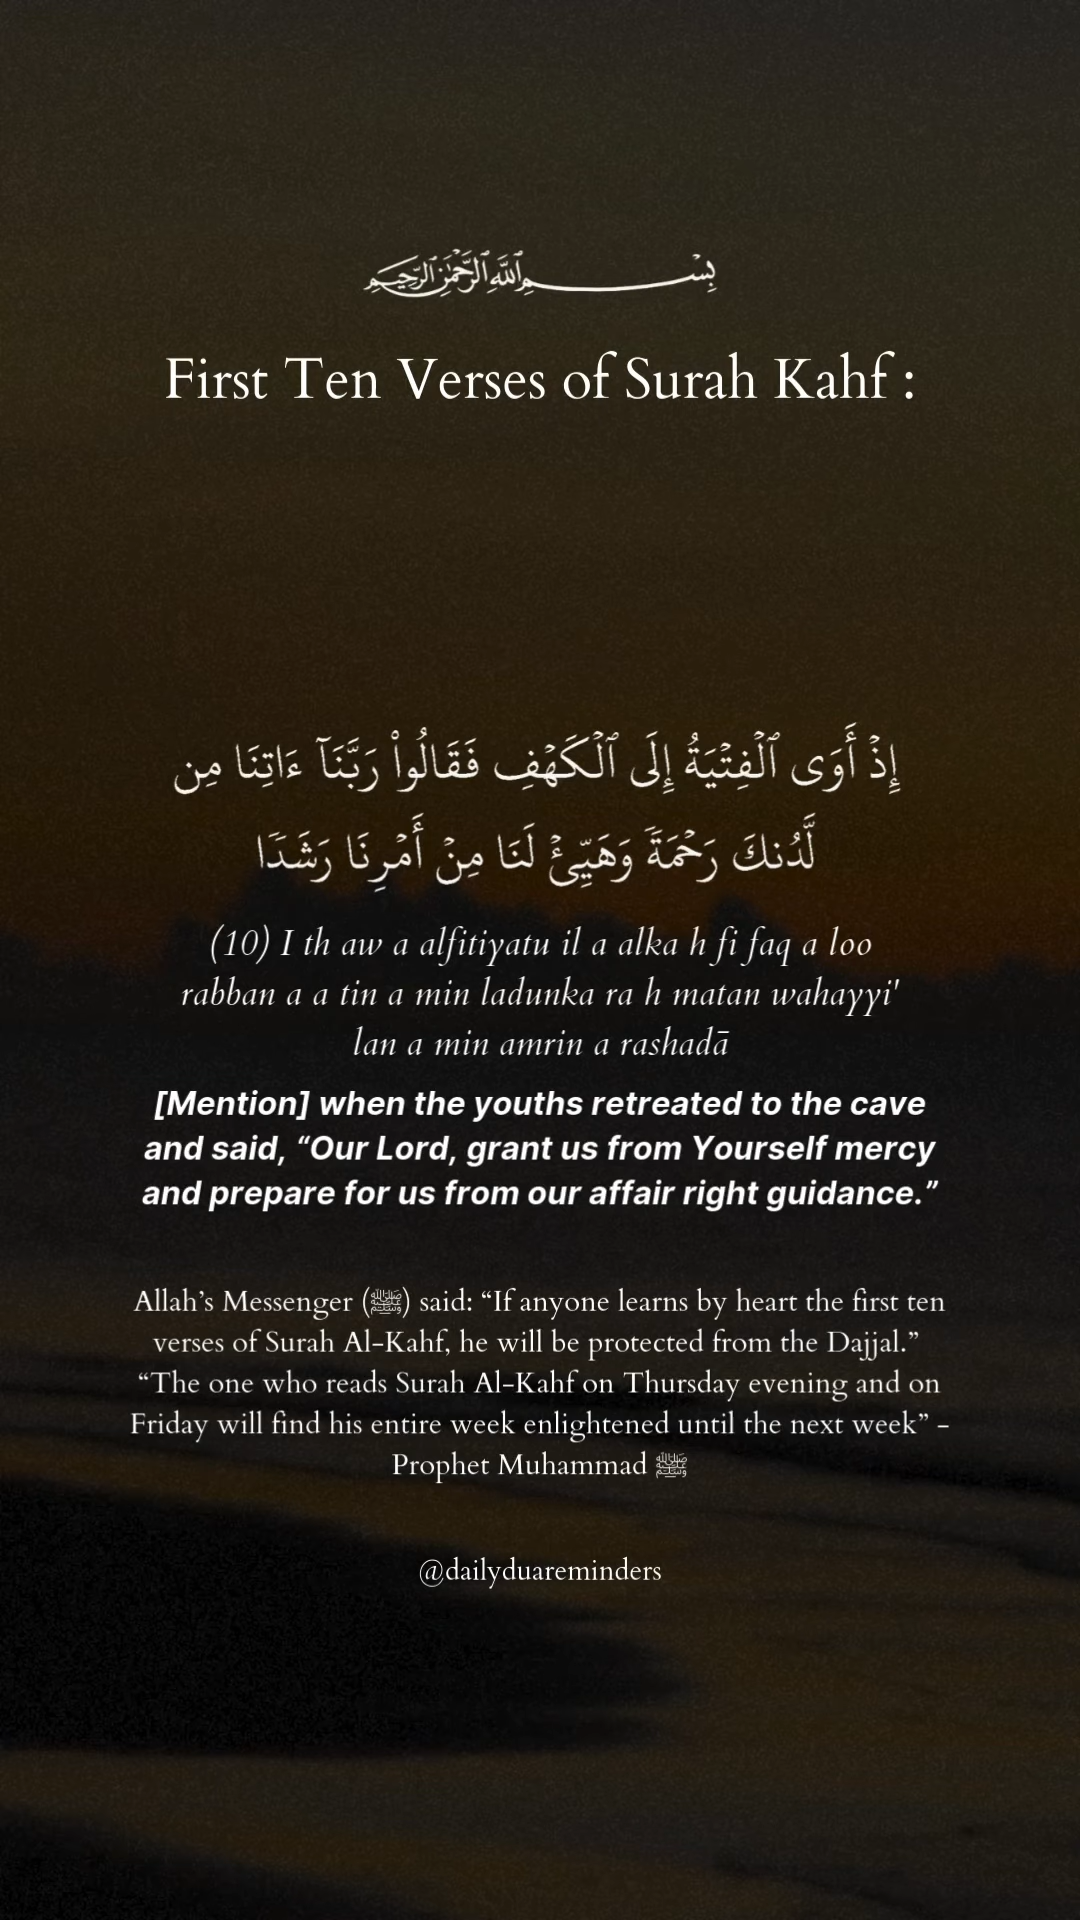 بِسْمِ ٱللَّهِ ٱلرَّحْمَٰنِ ٱلرَّحِيمِ
First Ten Verses of Surah Kahf :
إِذْ أَوَى ٱلْفِتْيَةُ إِلَى ٱلْكَهْفِ فَقَالُوا۟ رَبَّنَآ ءَاتِنَا مِن
لَّدُنكَ رَحْمَةً وَهَيِّئْ لَنَا مِنْ أَمْرِنَا رَشَدًا
(10) I th aw a alfitiyatu il a alka h fi faq a loo
rabban a a tin a min ladunka ra h matan wahayyi'
lan a min amrin a rashadā
[Mention] when the youths retreated to the cave
and said, “Our Lord, grant us from Yourself mercy
and prepare for us from our affair right guidance.”
Allah’s Messenger (ﷺ) said: “If anyone learns by heart the first ten
verses of Surah Al-Kahf, he will be protected from the Dajjal.”
“The one who reads Surah Al-Kahf on Thursday evening and on
Friday will find his entire week enlightened until the next week” -
Prophet Muhammad ﷺ
@dailyduareminders